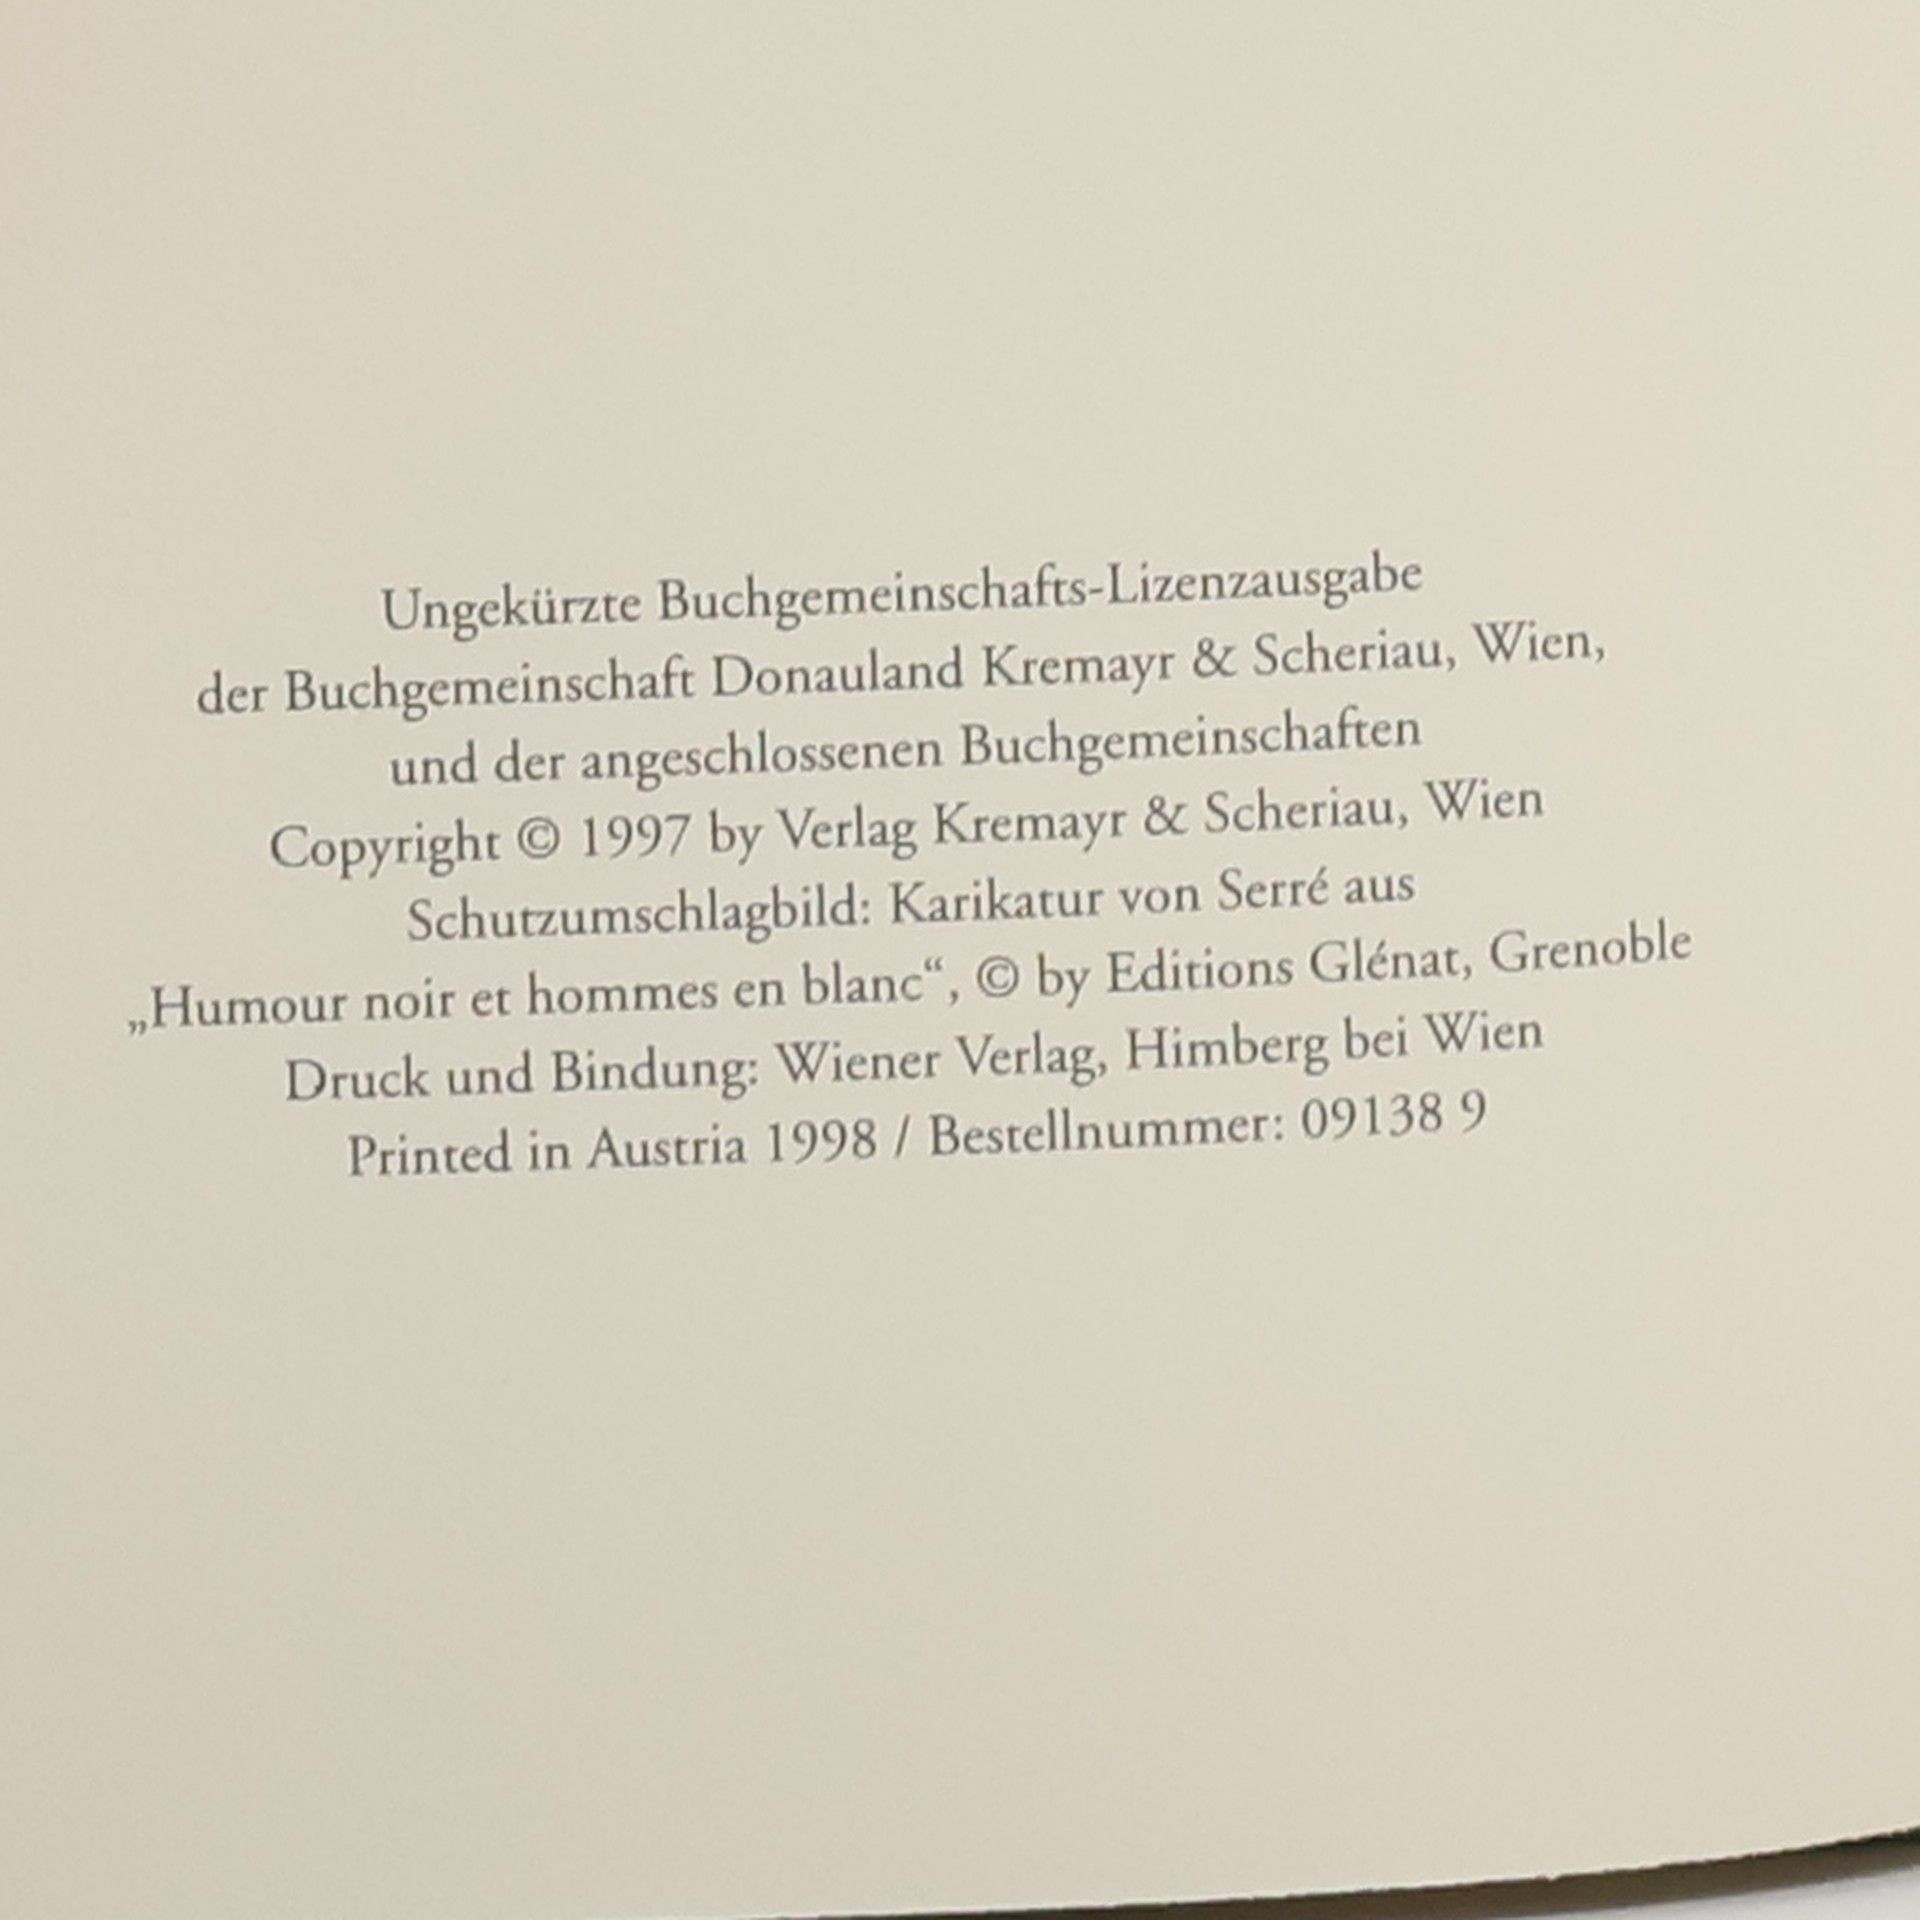 Ungekürzte Buchgemeinschafts-Lizenzausgabe
der Buchgemeinschaft Donauland Kremayr & Scheriau, Wien,
und der angeschlossenen Buchgemeinschaften
Copyright © 1997 by Verlag Kremayr & Scheriau, Wien
Schutzumschlagbild: Karikatur von Serré aus
„Humour noir et hommes en blanc“, © by Editions Glénat, Grenoble
Druck und Bindung: Wiener Verlag, Himberg bei Wien
Printed in Austria 1998 / Bestellnummer: 09138 9